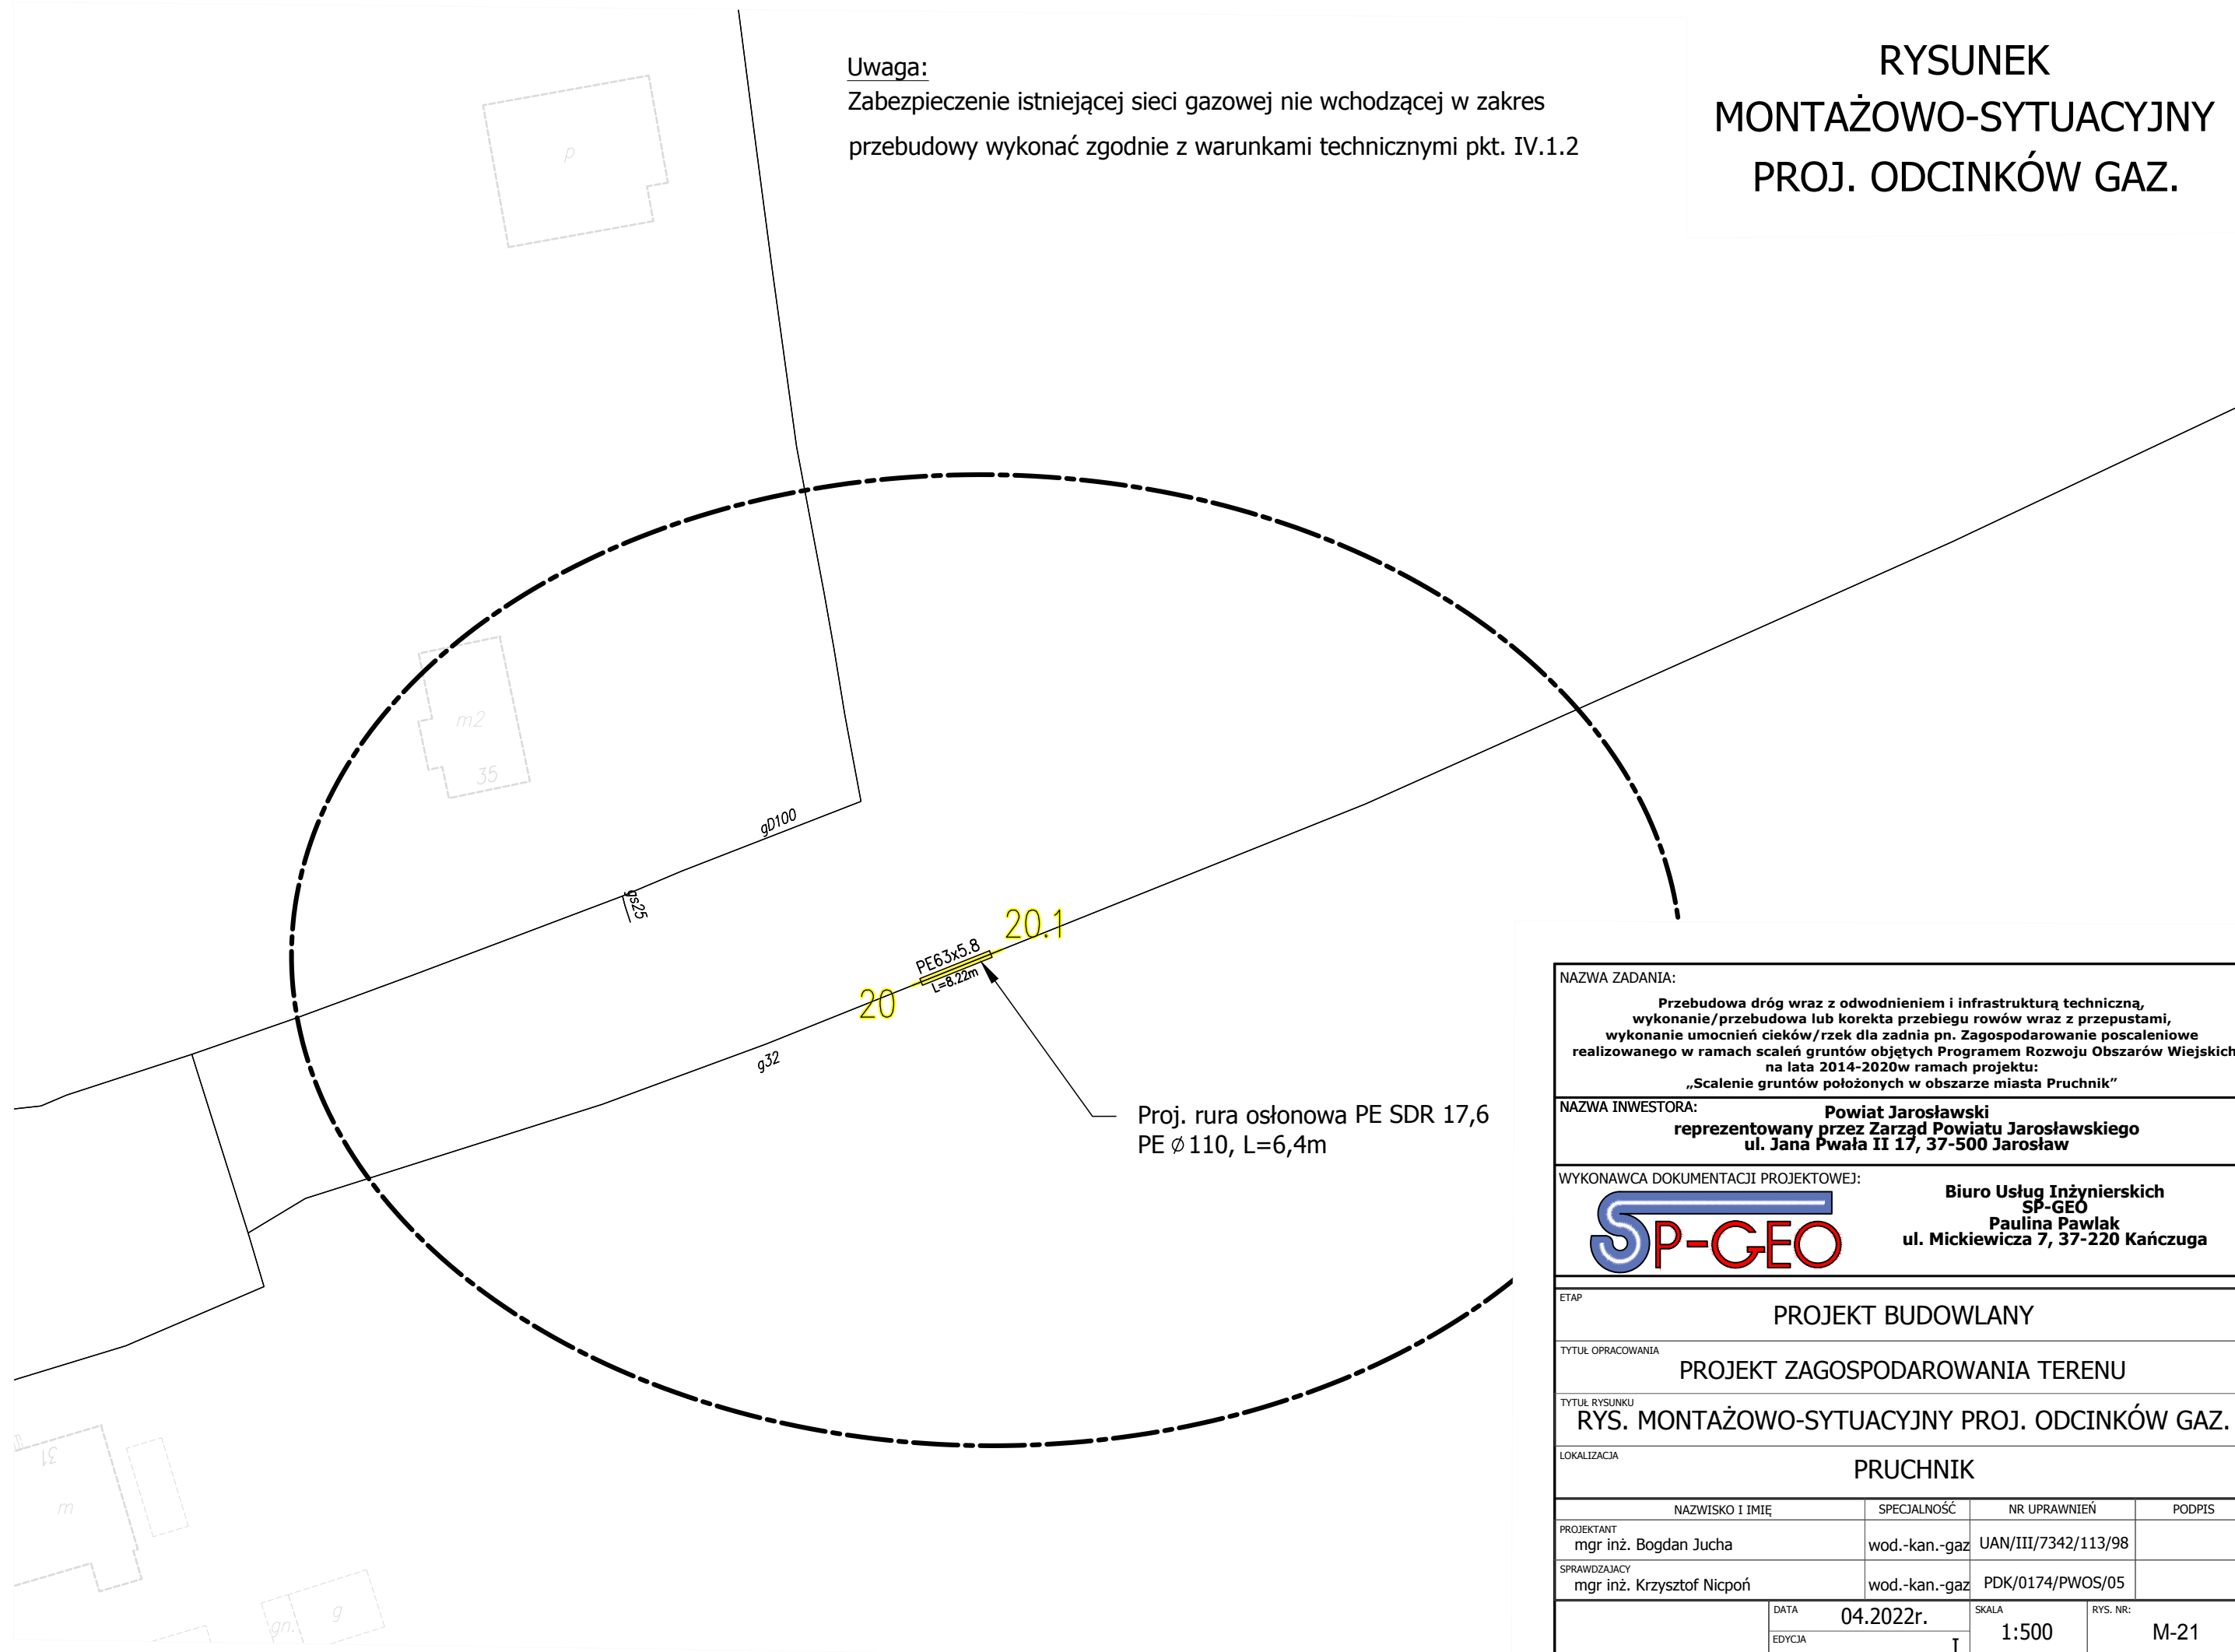 Uwaga:
Zabezpieczenie istniejącej sieci gazowej nie wchodzącej w zakres
przebudowy wykonać zgodnie z warunkami technicznymi pkt. IV.1.2
RYSUNEK
MONTAŻOWO-SYTUACYJNY
PROJ. ODCINKÓW GAZ.
p
m2
35
gD100
gs25
20.1
PE63x5.8
L=8.22m
20
g32
Proj. rura osłonowa PE SDR 17,6
PE ⌀110, L=6,4m
31
m
gn.
g
NAZWA ZADANIA:
Przebudowa dróg wraz z odwodnieniem i infrastrukturą techniczną,
wykonanie/przebudowa lub korekta przebiegu rowów wraz z przepustami,
wykonanie umocnień cieków/rzek dla zadnia pn. Zagospodarowanie poscaleniowe
realizowanego w ramach scaleń gruntów objętych Programem Rozwoju Obszarów Wiejskich
na lata 2014-2020w ramach projektu:
„Scalenie gruntów położonych w obszarze miasta Pruchnik”
NAZWA INWESTORA:
Powiat Jarosławski
reprezentowany przez Zarząd Powiatu Jarosławskiego
ul. Jana Pwała II 17, 37-500 Jarosław
WYKONAWCA DOKUMENTACJI PROJEKTOWEJ:
SP-GEO
Biuro Usług Inżynierskich
SP-GEO
Paulina Pawlak
ul. Mickiewicza 7, 37-220 Kańczuga
ETAP
PROJEKT BUDOWLANY
TYTUŁ OPRACOWANIA
PROJEKT ZAGOSPODAROWANIA TERENU
TYTUŁ RYSUNKU
RYS. MONTAŻOWO-SYTUACYJNY PROJ. ODCINKÓW GAZ.
LOKALIZACJA
PRUCHNIK
NAZWISKO I IMIĘ SPECJALNOŚĆ NR UPRAWNIEŃ PODPIS
PROJEKTANT
mgr inż. Bogdan Jucha wod.-kan.-gaz UAN/III/7342/113/98
SPRAWDZAJACY
mgr inż. Krzysztof Nicpoń wod.-kan.-gaz PDK/0174/PWOS/05
DATA 04.2022r. SKALA 1:500 RYS. NR: M-21
EDYCJA I